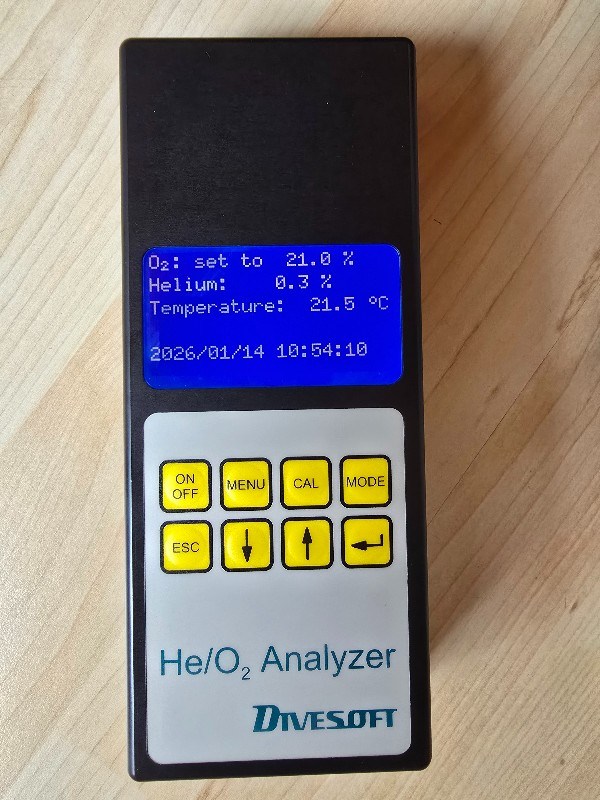 O₂: set to 21.0 %
Helium: 0.3 %
Temperature: 21.5 ºC
2026/01/14 10:54:10
ON OFF
MENU
CAL
MODE
ESC
He/O₂ Analyzer
DIVESOFT